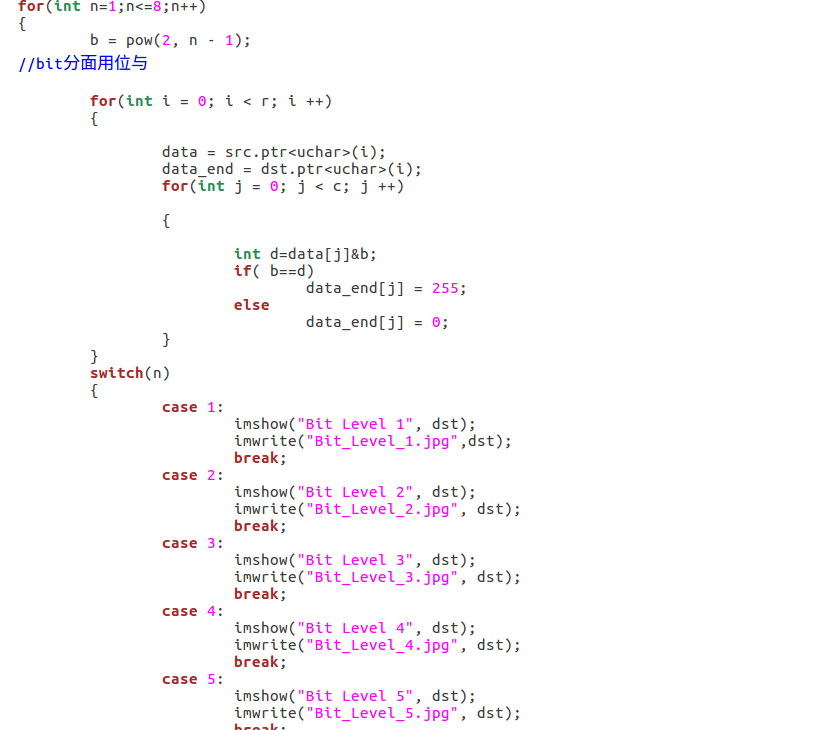 for(int n=1;n<=8;n++)
{
b = pow(2, n - 1);
//bit分面用位与
for(int i = 0; i < r; i ++)
{
data = src.ptr<uchar>(i);
data_end = dst.ptr<uchar>(i);
for(int j = 0; j < c; j ++)
{
int d=data[j]&b;
if( b==d)
data_end[j] = 255;
else
data_end[j] = 0;
}
}
switch(n)
{
case 1:
imshow("Bit Level 1", dst);
imwrite("Bit_Level_1.jpg",dst);
break;
case 2:
imshow("Bit Level 2", dst);
imwrite("Bit_Level_2.jpg", dst);
break;
case 3:
imshow("Bit Level 3", dst);
imwrite("Bit_Level_3.jpg", dst);
break;
case 4:
imshow("Bit Level 4", dst);
imwrite("Bit_Level_4.jpg", dst);
break;
case 5:
imshow("Bit Level 5", dst);
imwrite("Bit_Level_5.jpg", dst);
break;